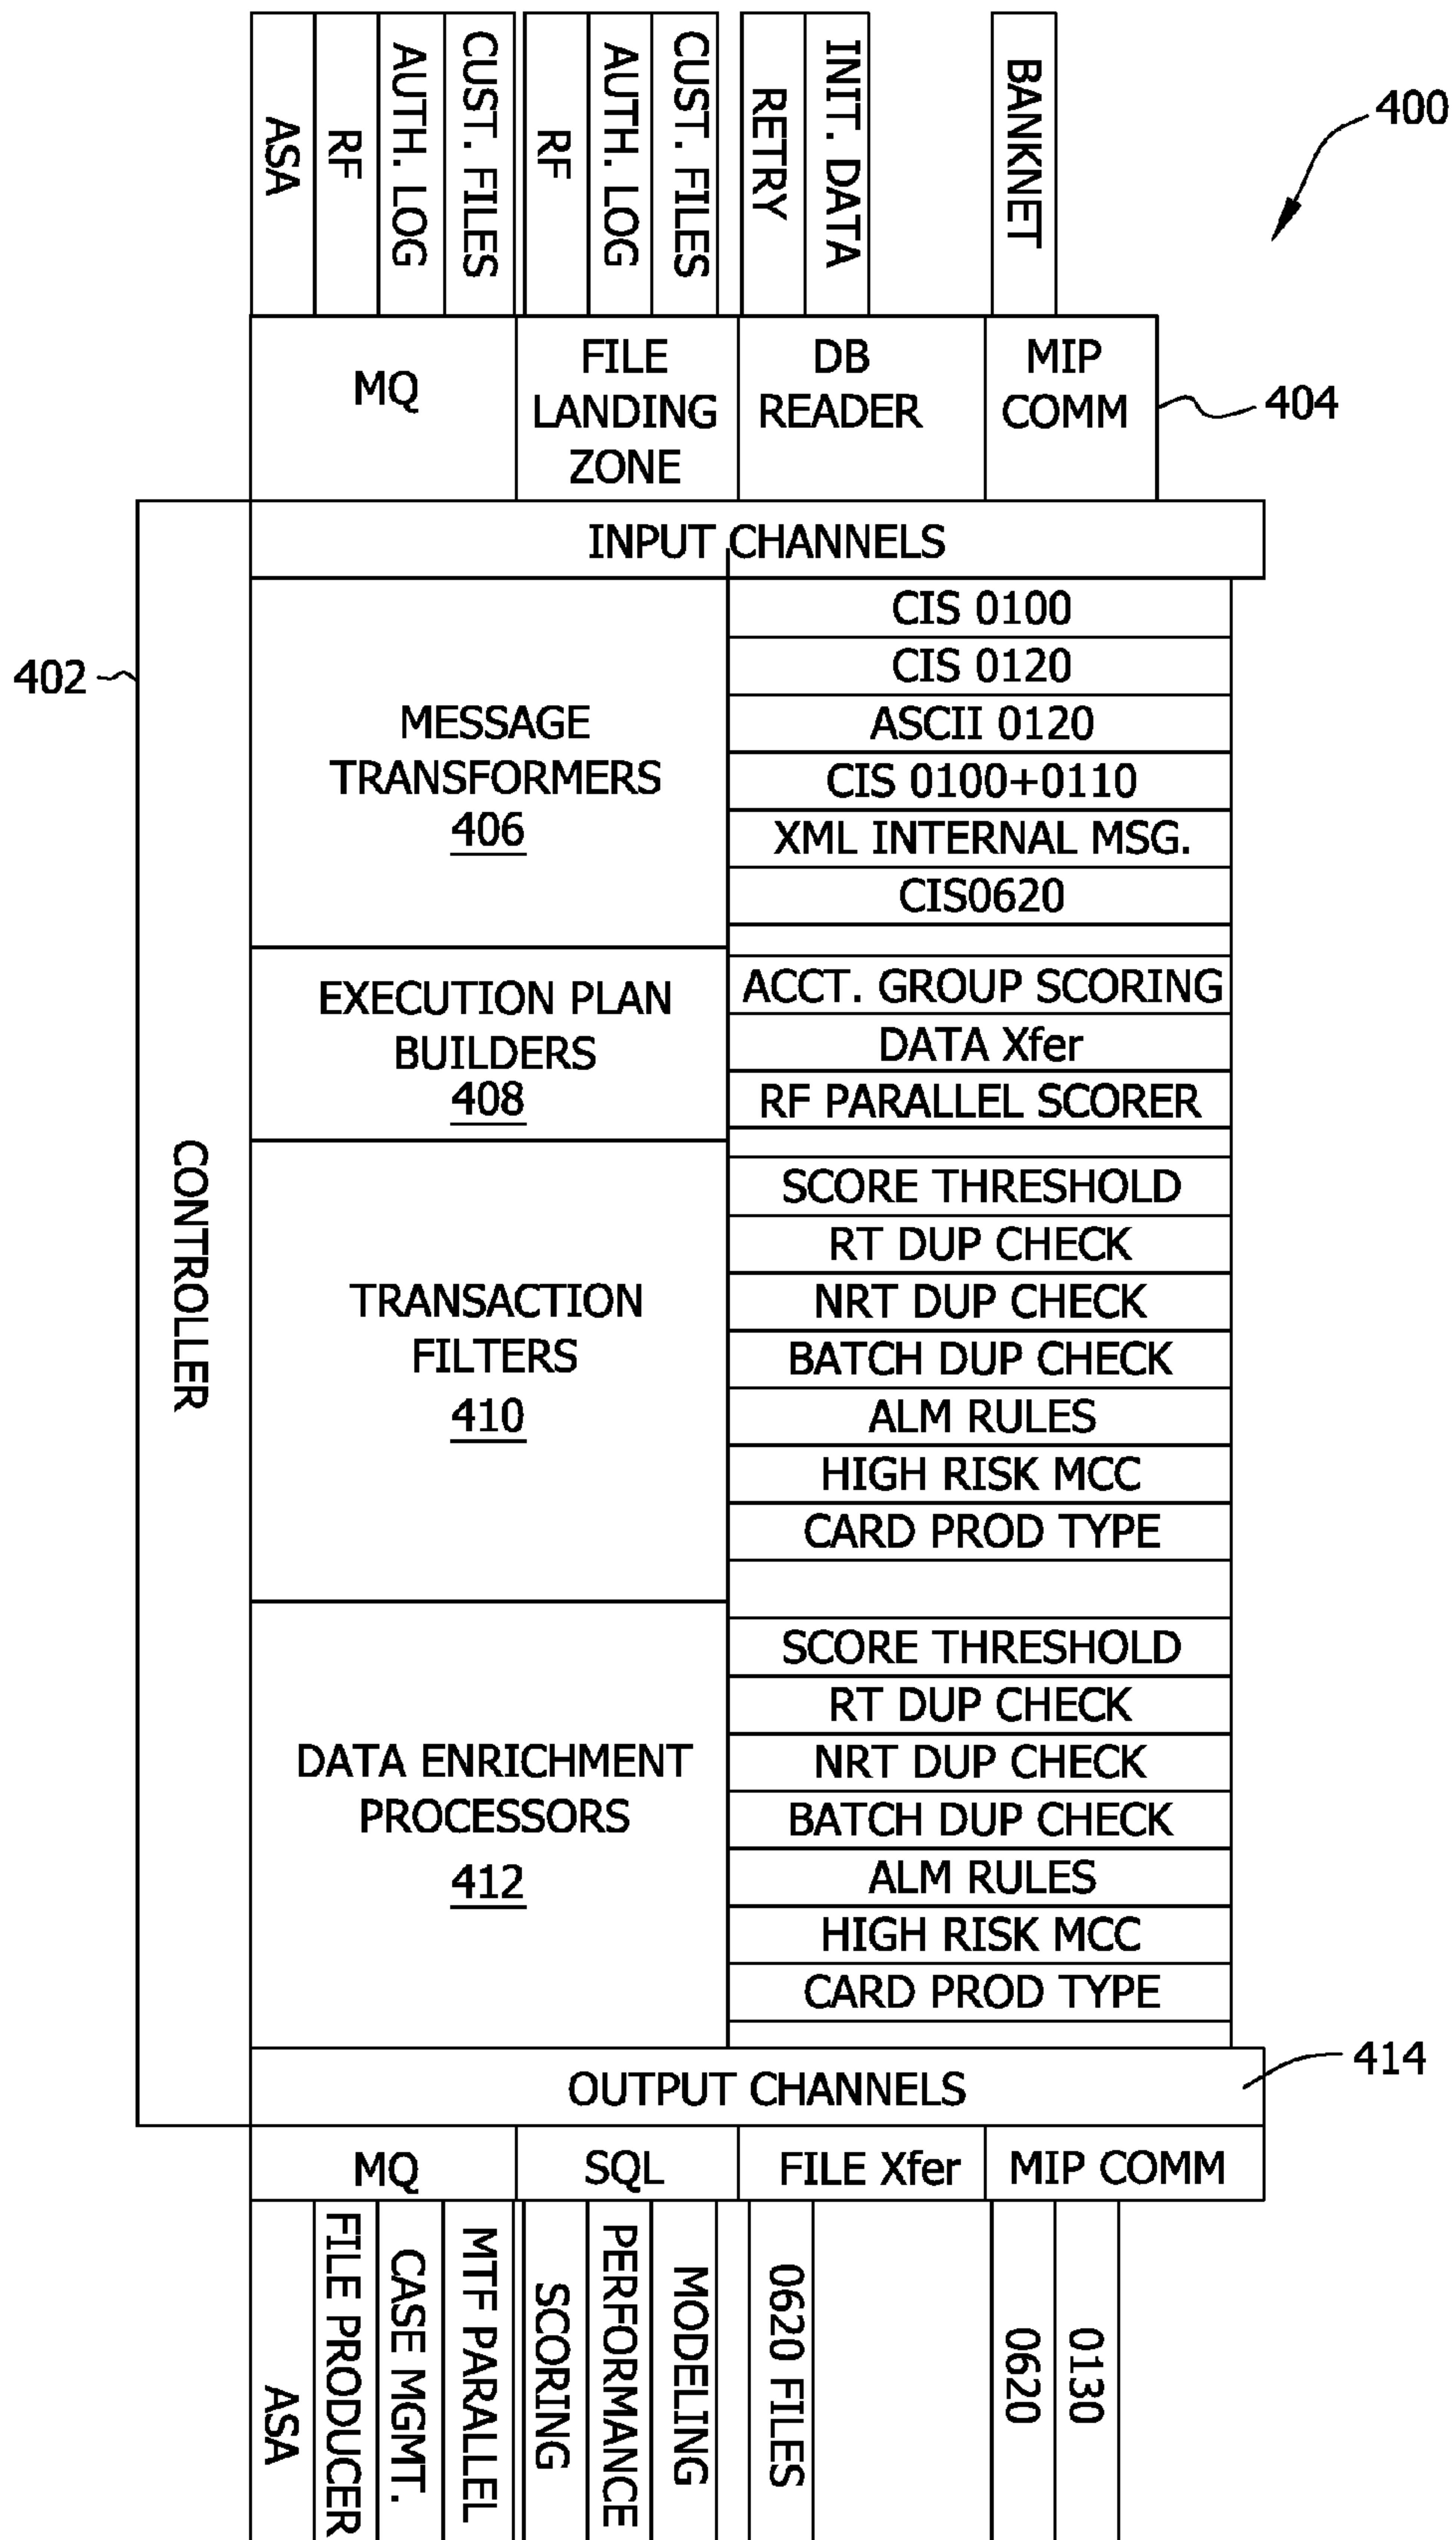 ASA
RF
AUTH. LOG
CUST. FILES
RF
AUTH. LOG
CUST. FILES
RETRY
INIT. DATA
BANKNET
400
MQ
FILE
LANDING
ZONE
DB
READER
MIP
COMM
404
INPUT CHANNELS
402
CONTROLLER
MESSAGE
TRANSFORMERS
406
CIS 0100
CIS 0120
ASCII 0120
CIS 0100+0110
XML INTERNAL MSG.
CIS0620
EXECUTION PLAN
BUILDERS
408
ACCT. GROUP SCORING
DATA Xfer
RF PARALLEL SCORER
TRANSACTION
FILTERS
410
SCORE THRESHOLD
RT DUP CHECK
NRT DUP CHECK
BATCH DUP CHECK
ALM RULES
HIGH RISK MCC
CARD PROD TYPE
DATA ENRICHMENT
PROCESSORS
412
SCORE THRESHOLD
RT DUP CHECK
NRT DUP CHECK
BATCH DUP CHECK
ALM RULES
HIGH RISK MCC
CARD PROD TYPE
OUTPUT CHANNELS
414
MQ
SQL
FILE Xfer
MIP COMM
ASA
FILE PRODUCER
CASE MGMT.
MTF PARALLEL
SCORING
PERFORMANCE
MODELING
0620 FILES
0620
0130